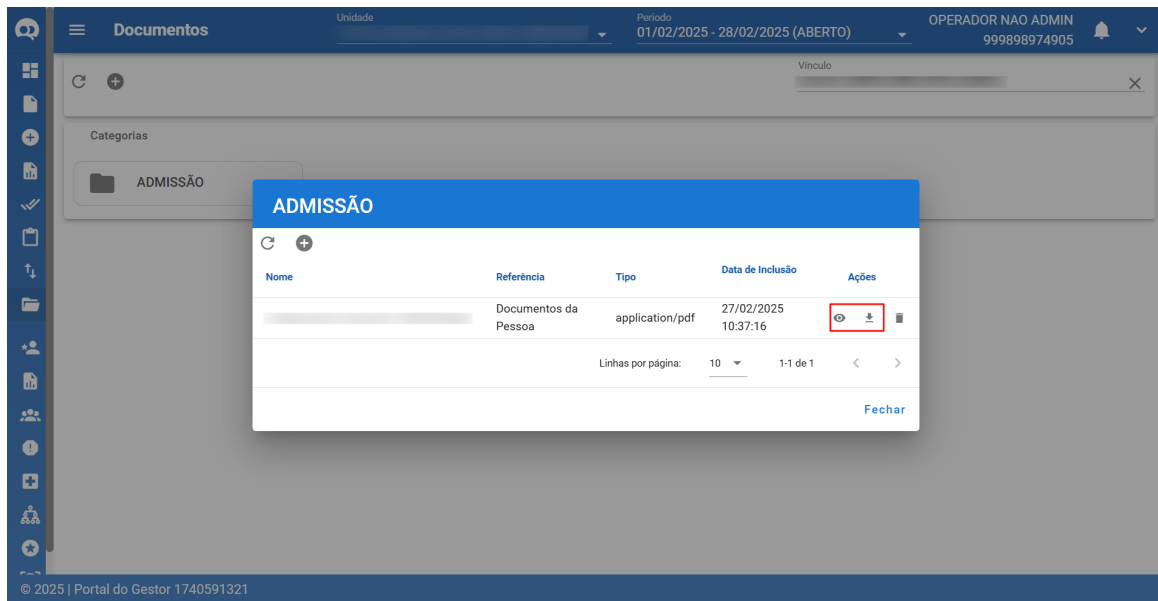 Documentos
Unidade
Período
01/02/2025 - 28/02/2025 (ABERTO)
OPERADOR NAO ADMIN
999898974905
Vínculo
Categorias
ADMISSÃO
ADMISSÃO
Nome
Referência
Tipo
Data de Inclusão
Ações
Documentos da
Pessoa
application/pdf
27/02/2025
10:37:16
Linhas por página:
10
1-1 de 1
Fechar
© 2025 | Portal do Gestor 1740591321